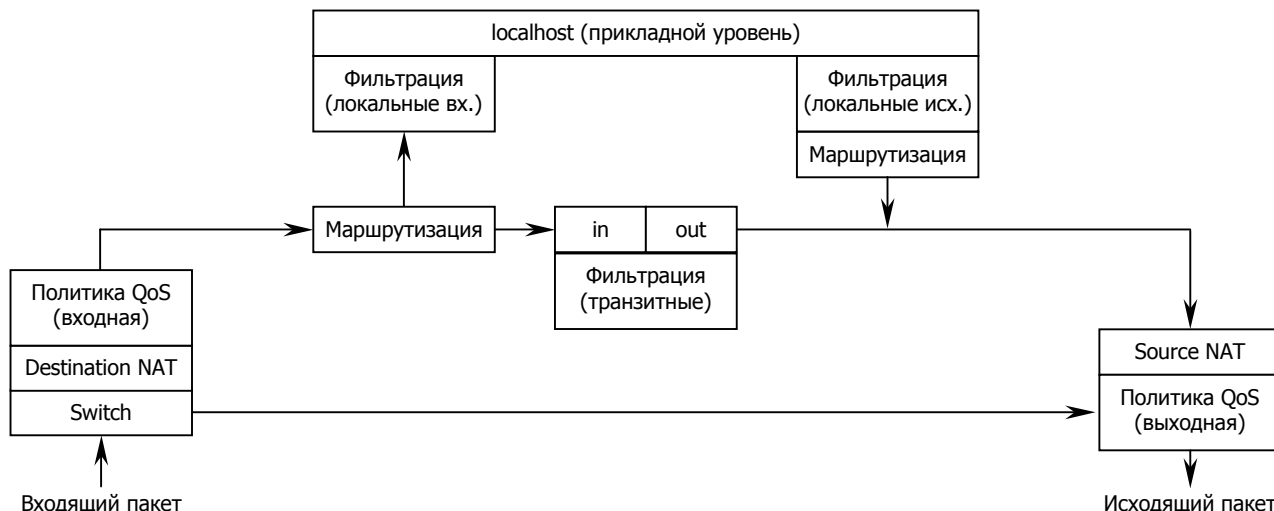 localhost (прикладной уровень)
Фильтрация
(локальные вх.)
Фильтрация
(локальные исх.)
Маршрутизация
Маршрутизация
in
out
Фильтрация
(транзитные)
Политика QoS
(входная)
Destination NAT
Switch
Source NAT
Политика QoS
(выходная)
Входящий пакет
Исходящий пакет